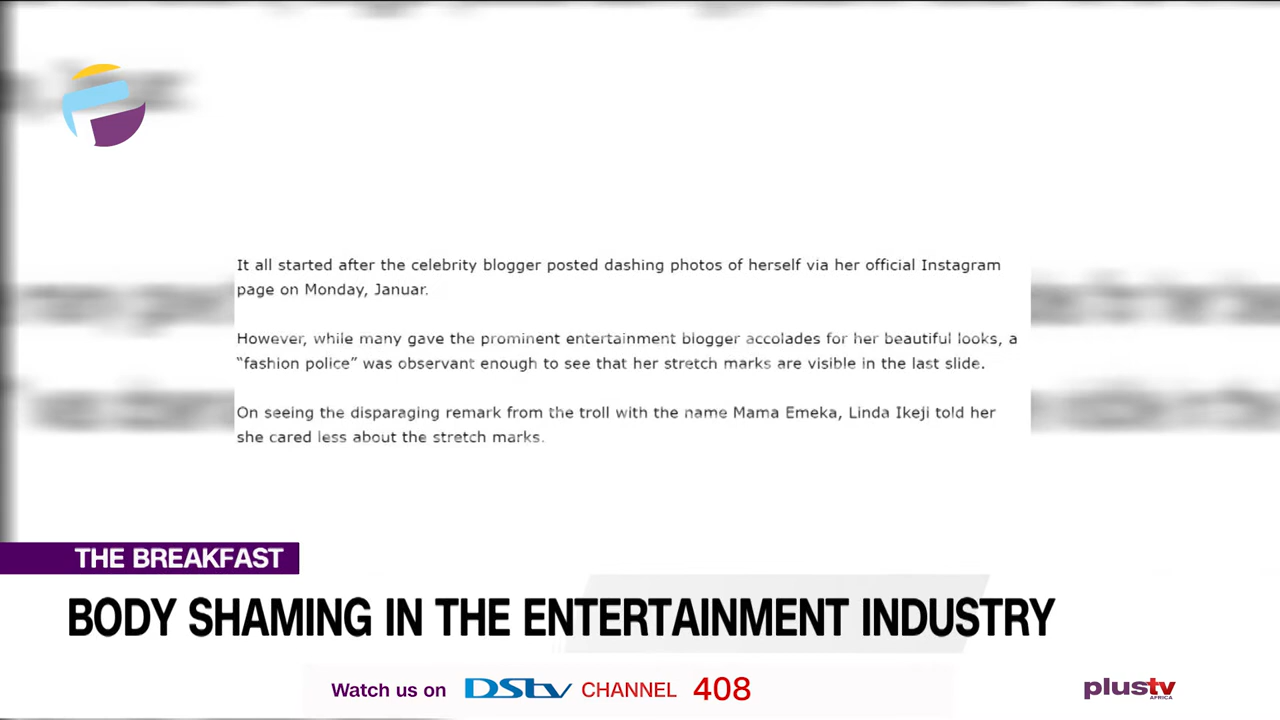 It all started after the celebrity blogger posted dashing photos of herself via her official Instagram
page on Monday, Januar.
However, while many gave the prominent entertainment blogger accolades for her beautiful looks, a
“fashion police” was observant enough to see that her stretch marks are visible in the last slide.
On seeing the disparaging remark from the troll with the name Mama Emeka, Linda Ikeji told her
she cared less about the stretch marks.
THE BREAKFAST
BODY SHAMING IN THE ENTERTAINMENT INDUSTRY
Watch us on DStv CHANNEL 408
plustv
AFRICA